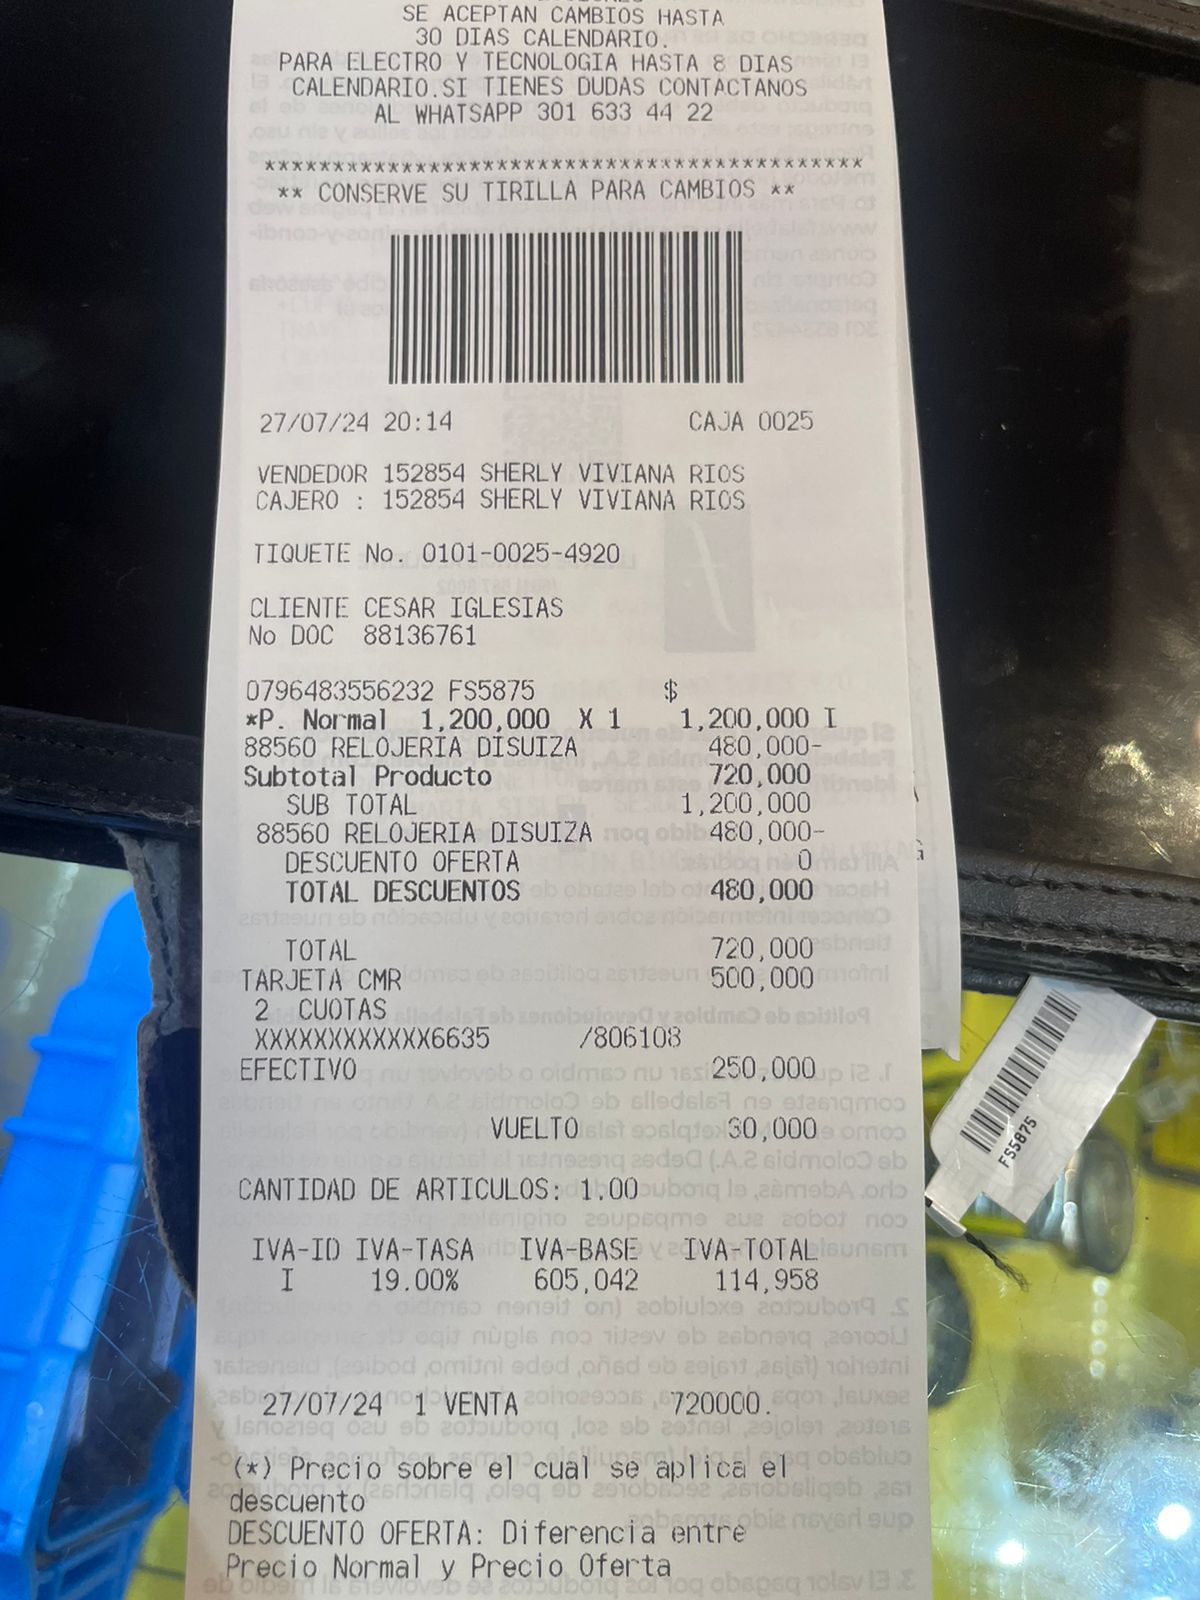 SE ACEPTAN CAMBIOS HASTA
30 DIAS CALENDARIO.
PARA ELECTRO Y TECNOLOGIA HASTA 8 DIAS
CALENDARIO.SI TIENES DUDAS CONTACTANOS
AL WHATSAPP 301 633 44 22
********************************************
** CONSERVE SU TIRILLA PARA CAMBIOS **
27/07/24 20:14 CAJA 0025
VENDEDOR 152854 SHERLY VIVIANA RIOS
CAJERO : 152854 SHERLY VIVIANA RIOS
TIQUETE No. 0101-0025-4920
CLIENTE CESAR IGLESIAS
No DOC 88136761
0796483556232 FS5875 $
*P. Normal 1,200,000 X 1 1,200,000 I
88560 RELOJERIA DISUIZA 480,000-
Subtotal Producto 720,000
SUB TOTAL 1,200,000
88560 RELOJERIA DISUIZA 480,000-
DESCUENTO OFERTA 0
TOTAL DESCUENTOS 480,000
TOTAL 720,000
TARJETA CMR 500,000
2 CUOTAS
XXXXXXXXXXXX6635 /806108
EFECTIVO 250,000
VUELTO 30,000
CANTIDAD DE ARTICULOS: 1.00
IVA-ID IVA-TASA IVA-BASE IVA-TOTAL
I 19.00% 605,042 114,958
27/07/24 1 VENTA 720000.
(*) Precio sobre el cual se aplica el
descuento
DESCUENTO OFERTA: Diferencia entre
Precio Normal y Precio Oferta
FS5875